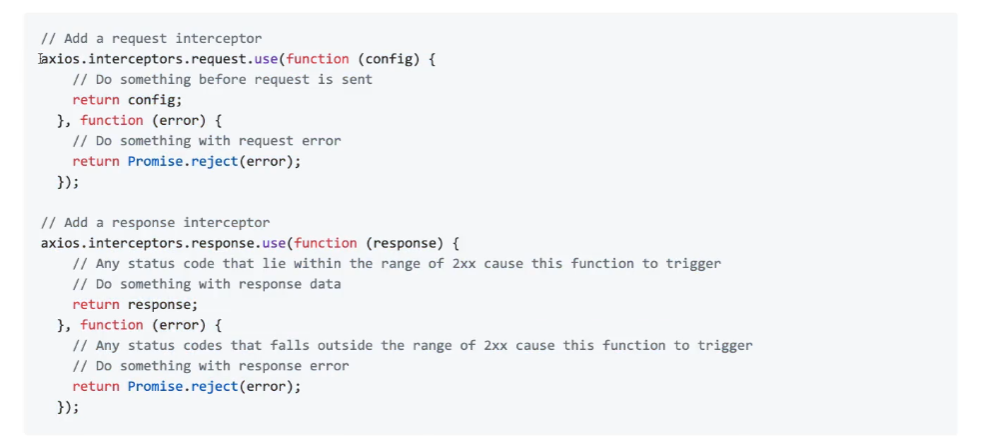 // Add a request interceptor
axios.interceptors.request.use(function (config) {
    // Do something before request is sent
    return config;
  }, function (error) {
    // Do something with request error
    return Promise.reject(error);
  });

// Add a response interceptor
axios.interceptors.response.use(function (response) {
    // Any status code that lie within the range of 2xx cause this function to trigger
    // Do something with response data
    return response;
  }, function (error) {
    // Any status codes that falls outside the range of 2xx cause this function to trigger
    // Do something with response error
    return Promise.reject(error);
  });